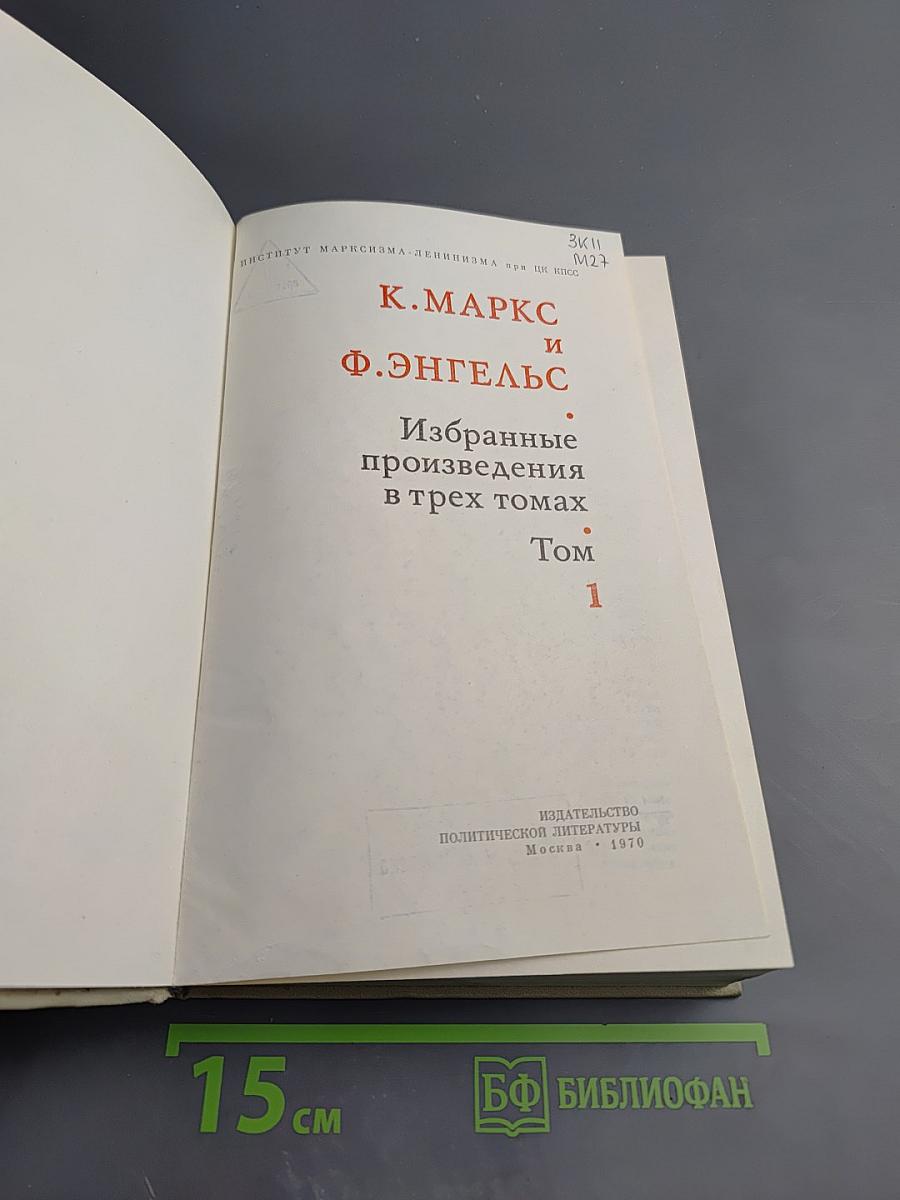 ЗК11
М27
ИНСТИТУТ МАРКСИЗМА-ЛЕНИНИЗМА при ЦК КПСС
К.МАРКС
и
Ф.ЭНГЕЛЬС
•
Избранные
произведения
в трех томах
•
Том
1
ИЗДАТЕЛЬСТВО
ПОЛИТИЧЕСКОЙ ЛИТЕРАТУРЫ
Москва • 1970
15 см
БФ БИБЛИОФАН